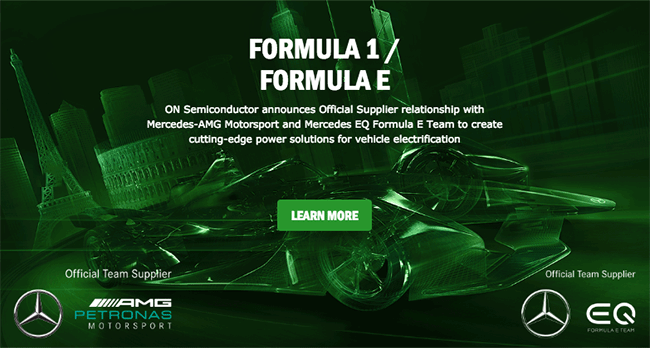 FORMULA 1 /
FORMULA E
ON Semiconductor announces Official Supplier relationship with
Mercedes-AMG Motorsport and Mercedes EQ Formula E Team to create
cutting-edge power solutions for vehicle electrification
LEARN MORE
Official Team Supplier
AMG
PETRONAS
MOTORSPORT
Official Team Supplier
EQ
FORMULA E TEAM